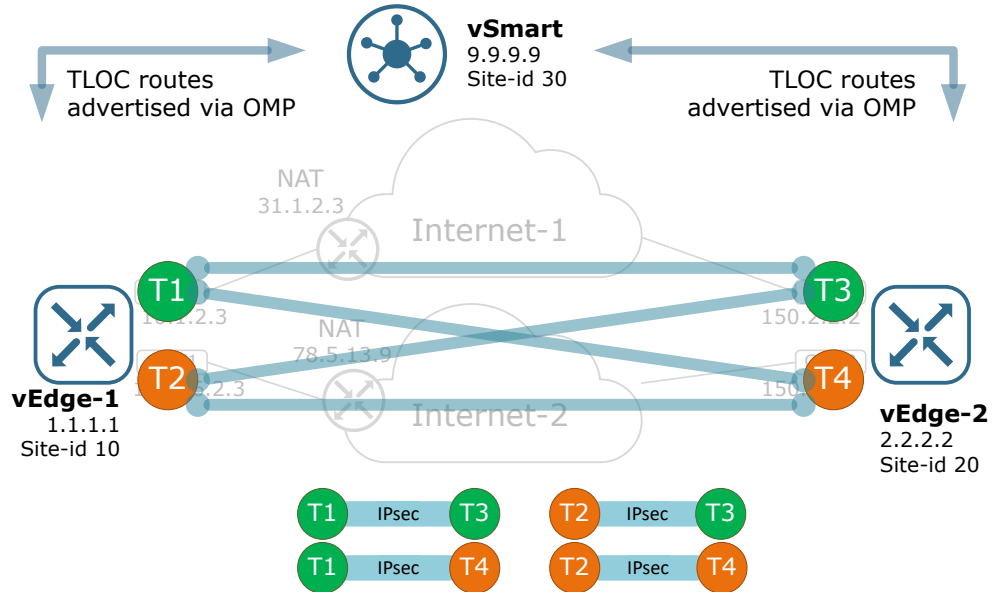 vSmart
9.9.9.9
Site-id 30
TLOC routes
advertised via OMP
TLOC routes
advertised via OMP
NAT
31.1.2.3
Internet-1
T1
T3
150.2.2.2
NAT
78.5.13.9
T2
T4
Internet-2
vEdge-1
1.1.1.1
Site-id 10
vEdge-2
2.2.2.2
Site-id 20
T1 IPsec T3
T2 IPsec T3
T1 IPsec T4
T2 IPsec T4